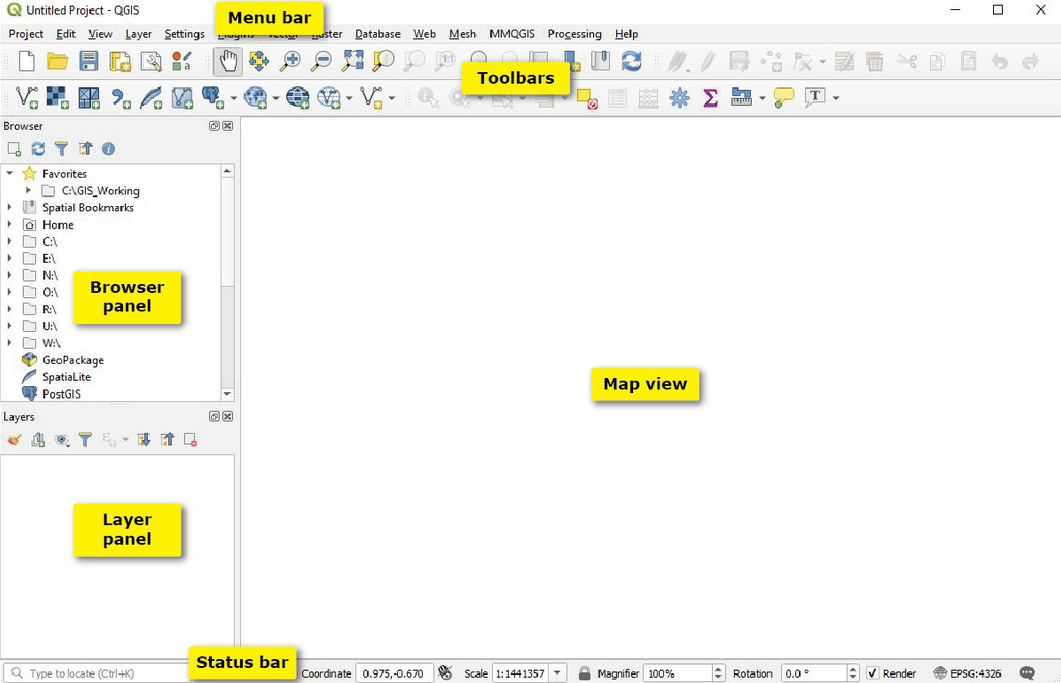 Untitled Project - QGIS
Menu bar
Project Edit View Layer Settings Plugins Vector Raster Database Web Mesh MMQGIS Processing Help
Toolbars
Browser
Favorites
C:\GIS_Working
Spatial Bookmarks
Home
C:\
E:\
N:\
O:\
R:\
U:\
W:\
Browser
panel
GeoPackage
SpatiaLite
PostGIS
Map view
Layers
Layer
panel
Status bar
Type to locate (Ctrl+K) Coordinate 0.975,-0.670 Scale 1:1441357 Magnifier 100% Rotation 0.0 ° Render EPSG:4326